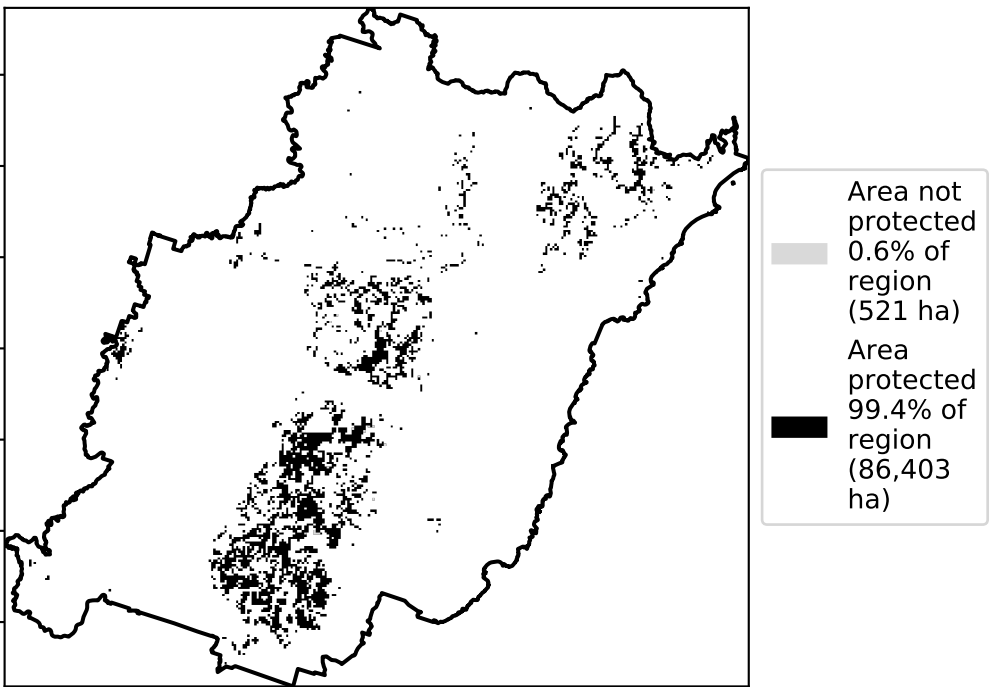 Area not
protected
0.6% of
region
(521 ha)
Area
protected
99.4% of
region
(86,403
ha)